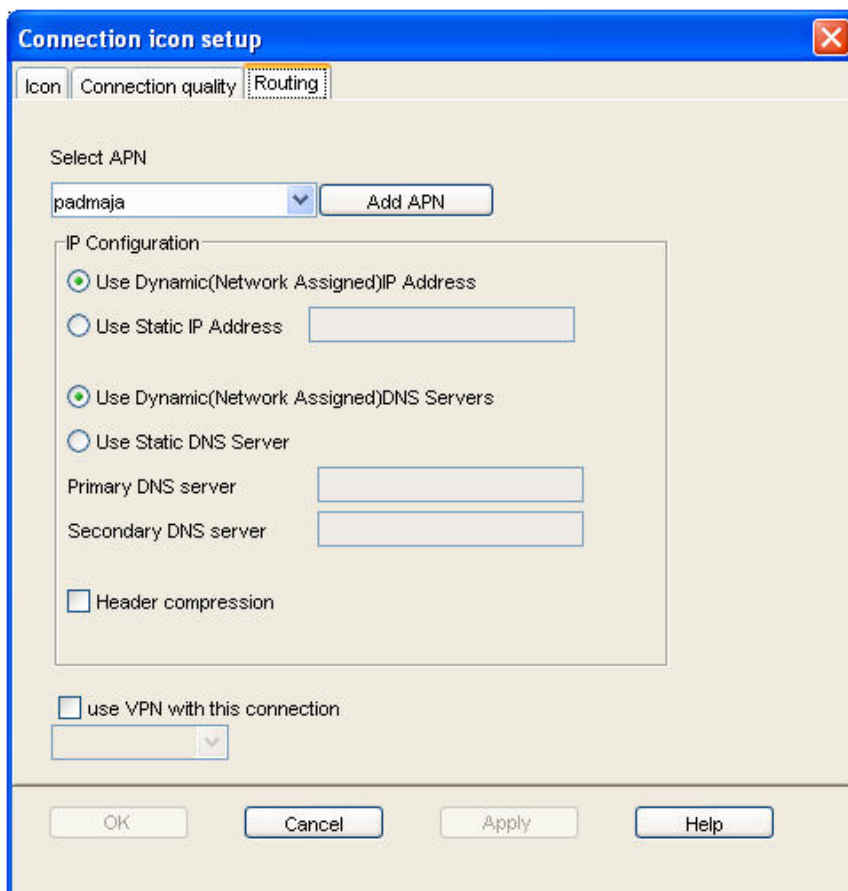 Connection icon setup
Icon Connection quality Routing
Select APN
padmaja Add APN
IP Configuration
Use Dynamic(Network Assigned)IP Address
Use Static IP Address
Use Dynamic(Network Assigned)DNS Servers
Use Static DNS Server
Primary DNS server
Secondary DNS server
Header compression
use VPN with this connection
OK Cancel Apply Help